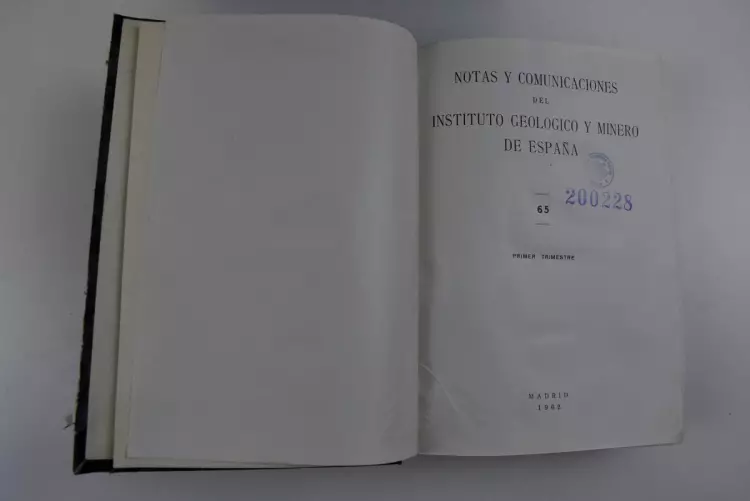 NOTAS Y COMUNICACIONES
DEL
INSTITUTO GEOLOGICO Y MINERO
DE ESPAÑA
200228
65
PRIMER TRIMESTRE
MADRID
1962